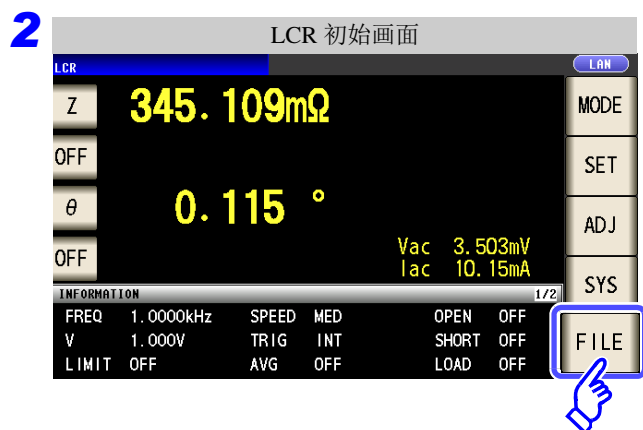 2
LCR 初始画面
LCR
LAN
Z 345.109mΩ
MODE
OFF
SET
θ 0.115 °
ADJ
OFF
Vac 3.503mV
Iac 10.15mA
SYS
INFORMATION 1/2
FREQ 1.0000kHz SPEED MED OPEN OFF
V 1.000V TRIG INT SHORT OFF
LIMIT OFF AVG OFF LOAD OFF
FILE